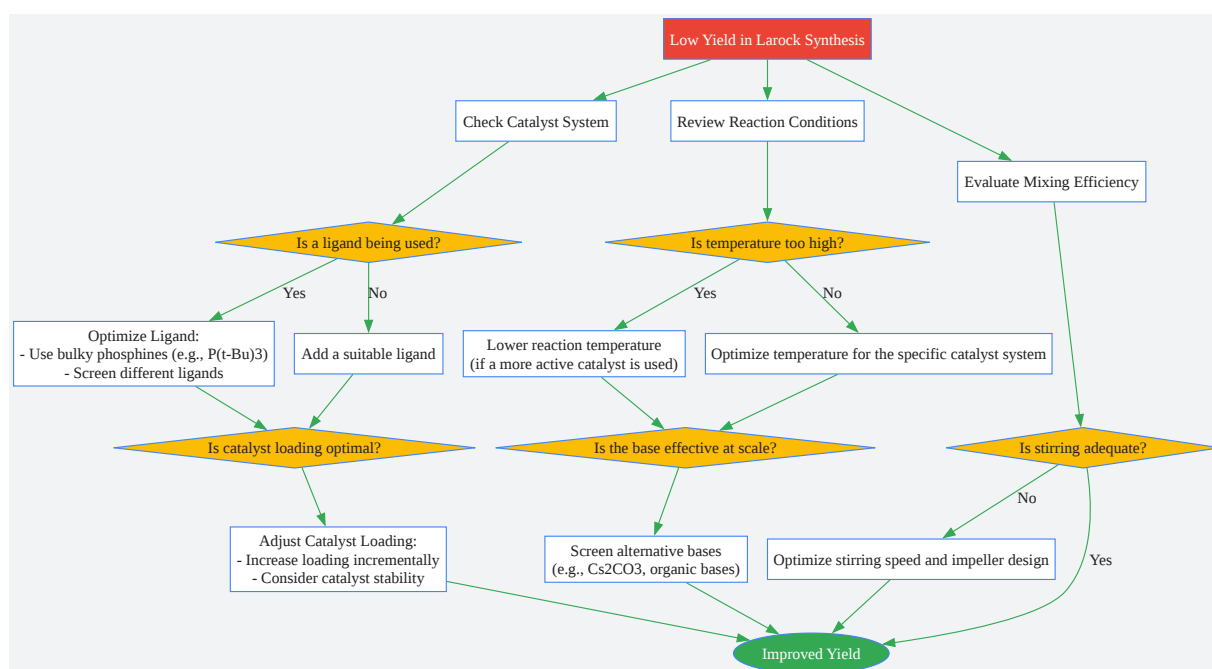 Low Yield in Larock Synthesis
Check Catalyst System
Review Reaction Conditions
Evaluate Mixing Efficiency
Is a ligand being used?
Is temperature too high?
Yes
No
Yes
No
Optimize Ligand:
- Use bulky phosphines (e.g., P(t-Bu)3)
- Screen different ligands
Add a suitable ligand
Lower reaction temperature
(if a more active catalyst is used)
Optimize temperature for the specific catalyst system
Is catalyst loading optimal?
Is the base effective at scale?
Is stirring adequate?
No
Adjust Catalyst Loading:
- Increase loading incrementally
- Consider catalyst stability
Screen alternative bases
(e.g., Cs2CO3, organic bases)
Optimize stirring speed and impeller design
Yes
Improved Yield